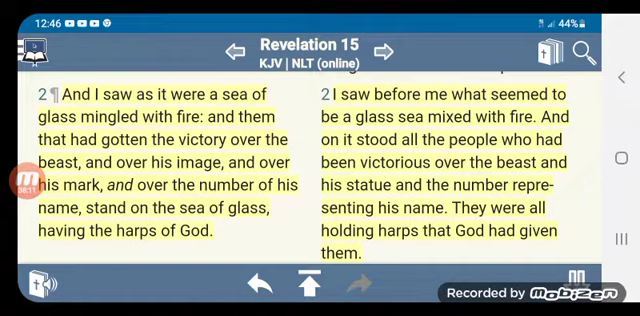 12:46
44%
Revelation 15
KJV | NLT (online)
2 ¶ And I saw as it were a sea of
glass mingled with fire: and them
that had gotten the victory over the
beast, and over his image, and over
his mark, and over the number of his
name, stand on the sea of glass,
having the harps of God.
2 I saw before me what seemed to
be a glass sea mixed with fire. And
on it stood all the people who had
been victorious over the beast and
his statue and the number repre-
senting his name. They were all
holding harps that God had given
them.
38:11
Recorded by Mobizen